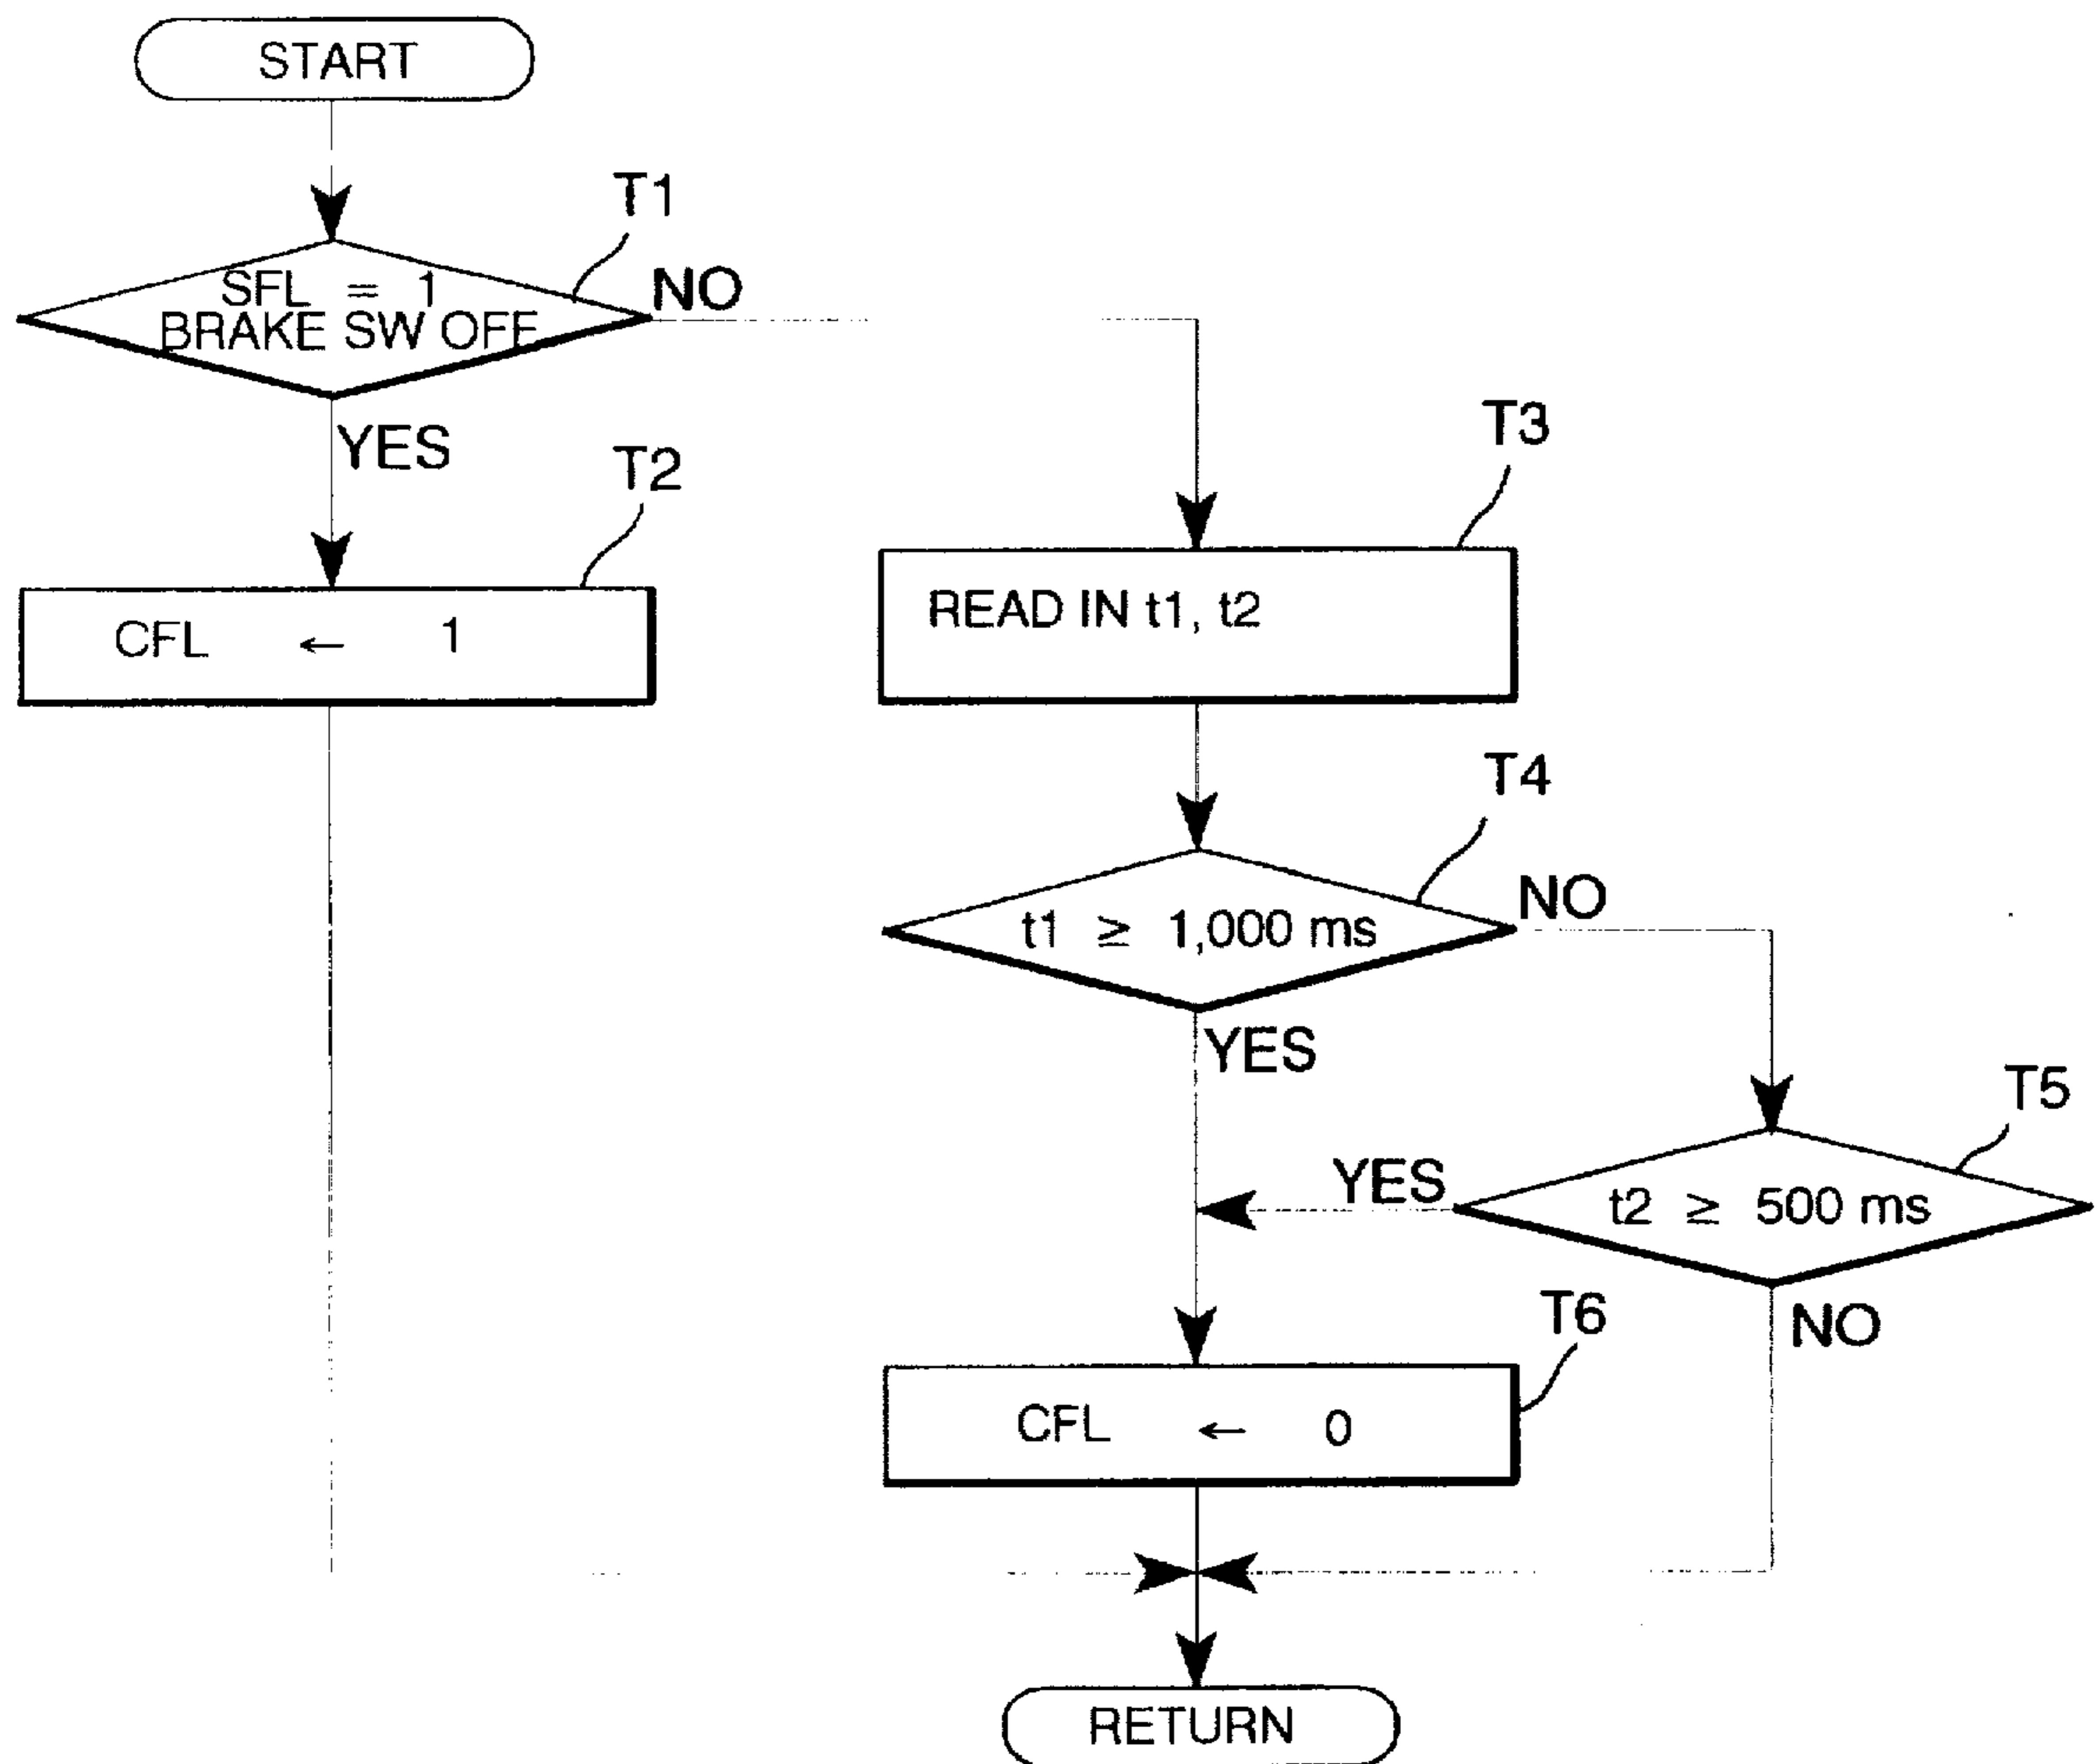 START
T1
SFL = 1
BRAKE SW OFF
NO
YES
T2
CFL ← 1
T3
READ IN t1, t2
T4
t1 ≥ 1,000 ms
NO
YES
T5
t2 ≥ 500 ms
YES
NO
T6
CFL ← 0
RETURN